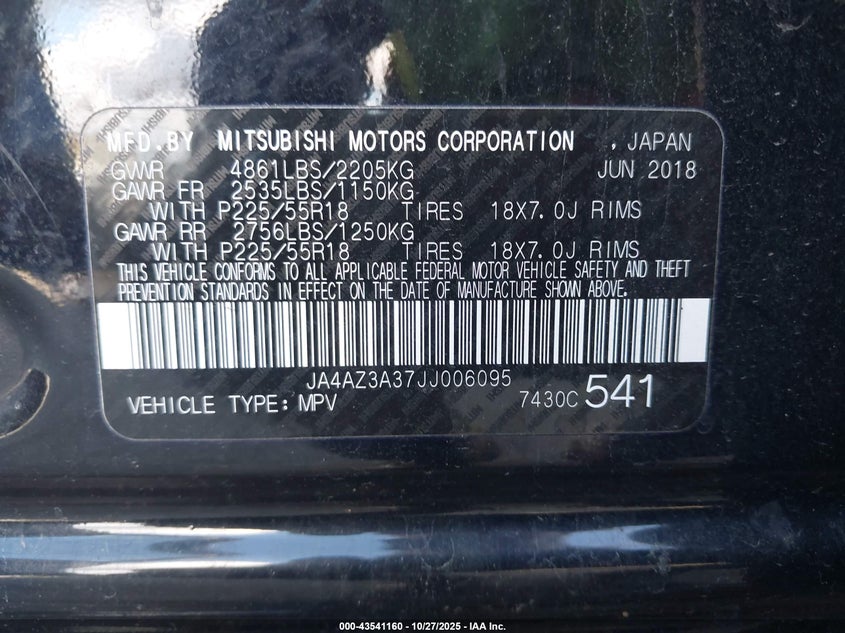 MFD.BY MITSUBISHI MOTORS CORPORATION , JAPAN
GVWR 4861LBS/2205KG JUN 2018
GAWR FR 2535LBS/1150KG
WITH P225/55R18 TIRES 18X7.0J RIMS
GAWR RR 2756LBS/1250KG
WITH P225/55R18 TIRES 18X7.0J RIMS
THIS VEHICLE CONFORMS TO ALL APPLICABLE FEDERAL MOTOR VEHICLE SAFETY AND THEFT
PREVENTION STANDARDS IN EFFECT ON THE DATE OF MANUFACTURE SHOWN ABOVE.
JA4AZ3A37JJ006095
VEHICLE TYPE: MPV 7430C 541
000-43541160 - 10/27/2025 - IAA Inc.